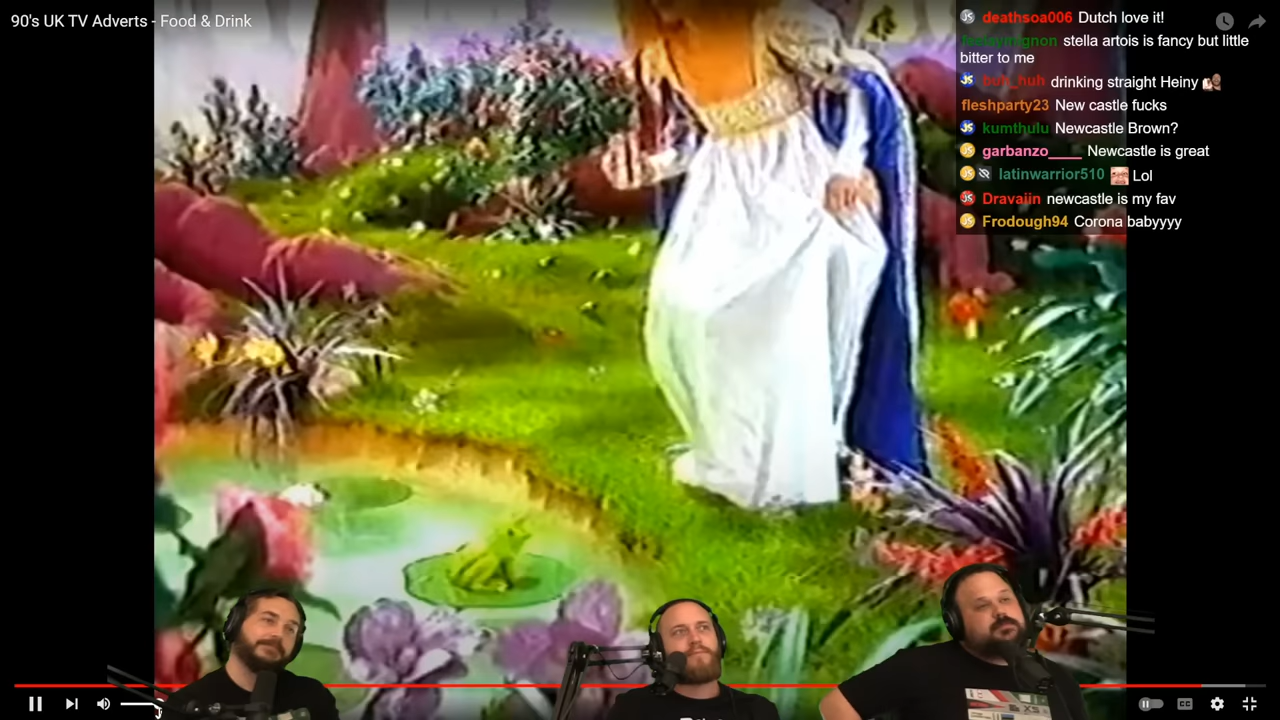 90's UK TV Adverts - Food & Drink
deathsoa006 Dutch love it!
stella artois is fancy but little
bitter to me
huh_huh drinking straight Heiny
fleshparty23 New castle fucks
kumthulu Newcastle Brown?
garbanzo____ Newcastle is great
latinwarrior510 Lol
Dravaiin newcastle is my fav
Frodough94 Corona babyyyy